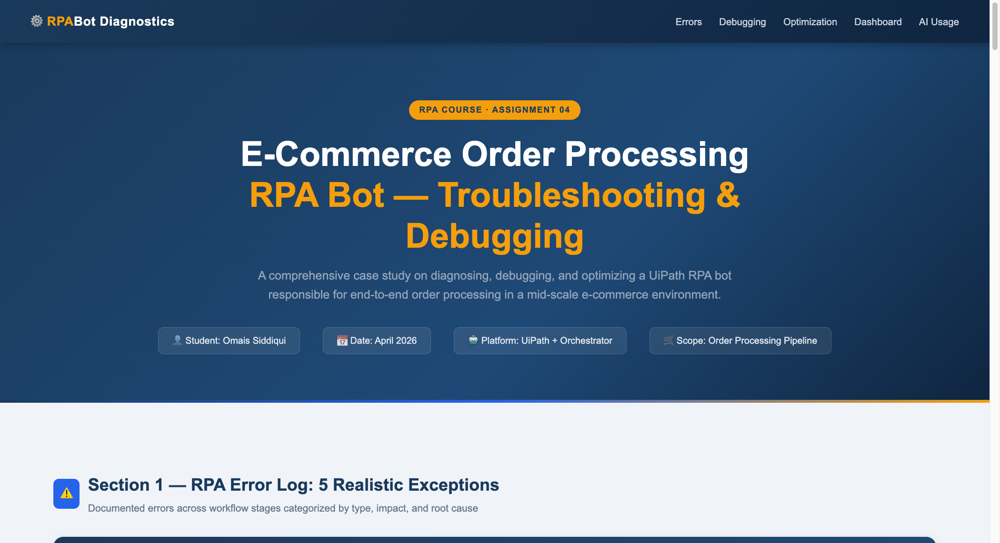 RPABot Diagnostics
Errors Debugging Optimization Dashboard AI Usage
RPA COURSE · ASSIGNMENT 04
E-Commerce Order Processing
RPA Bot — Troubleshooting &
Debugging
A comprehensive case study on diagnosing, debugging, and optimizing a UiPath RPA bot
responsible for end-to-end order processing in a mid-scale e-commerce environment.
Student: Omais Siddiqui
Date: April 2026
Platform: UiPath + Orchestrator
Scope: Order Processing Pipeline
Section 1 — RPA Error Log: 5 Realistic Exceptions
Documented errors across workflow stages categorized by type, impact, and root cause